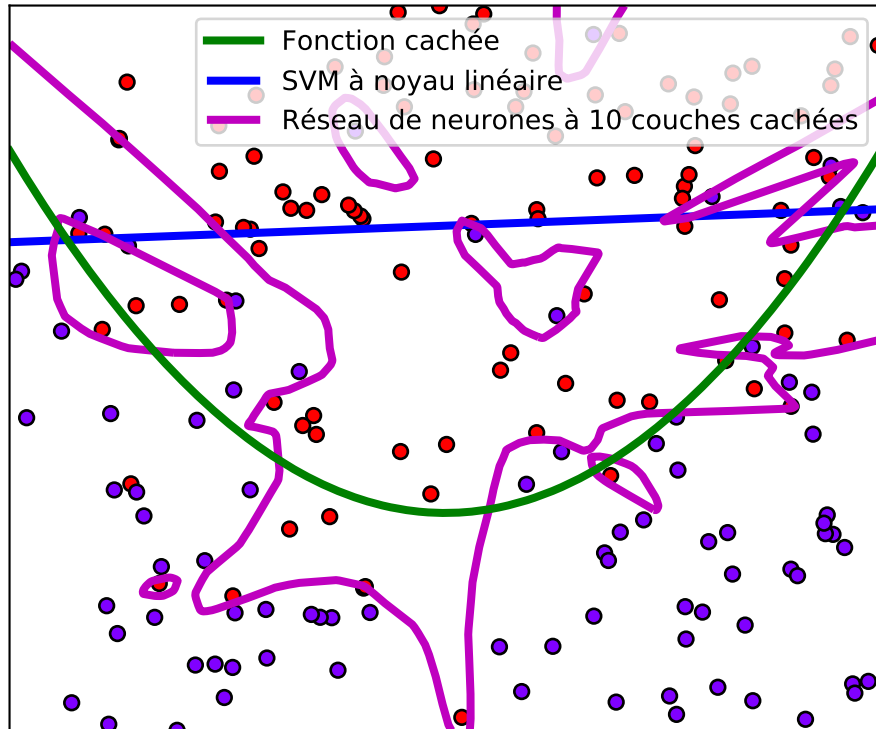 Fonction cachée
SVM à noyau linéaire
Réseau de neurones à 10 couches cachées